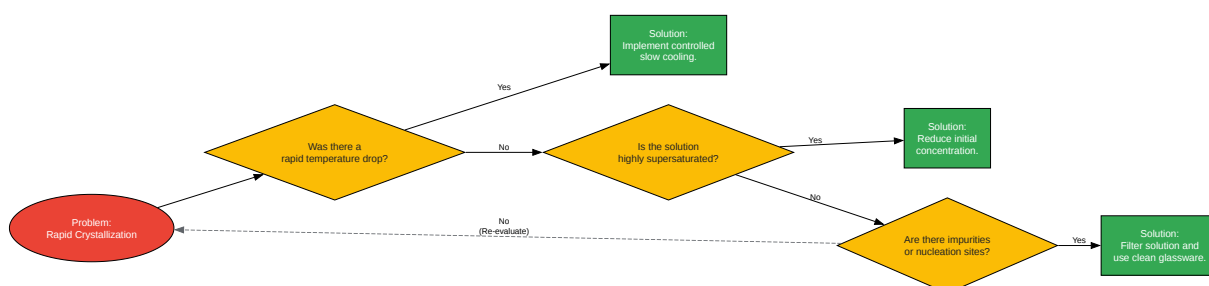 Problem:
Rapid Crystallization
Was there a
rapid temperature drop?
Yes
Solution:
Implement controlled
slow cooling.
No
Is the solution
highly supersaturated?
Yes
Solution:
Reduce initial
concentration.
No
Are there impurities
or nucleation sites?
Yes
Solution:
Filter solution and
use clean glassware.
No
(Re-evaluate)